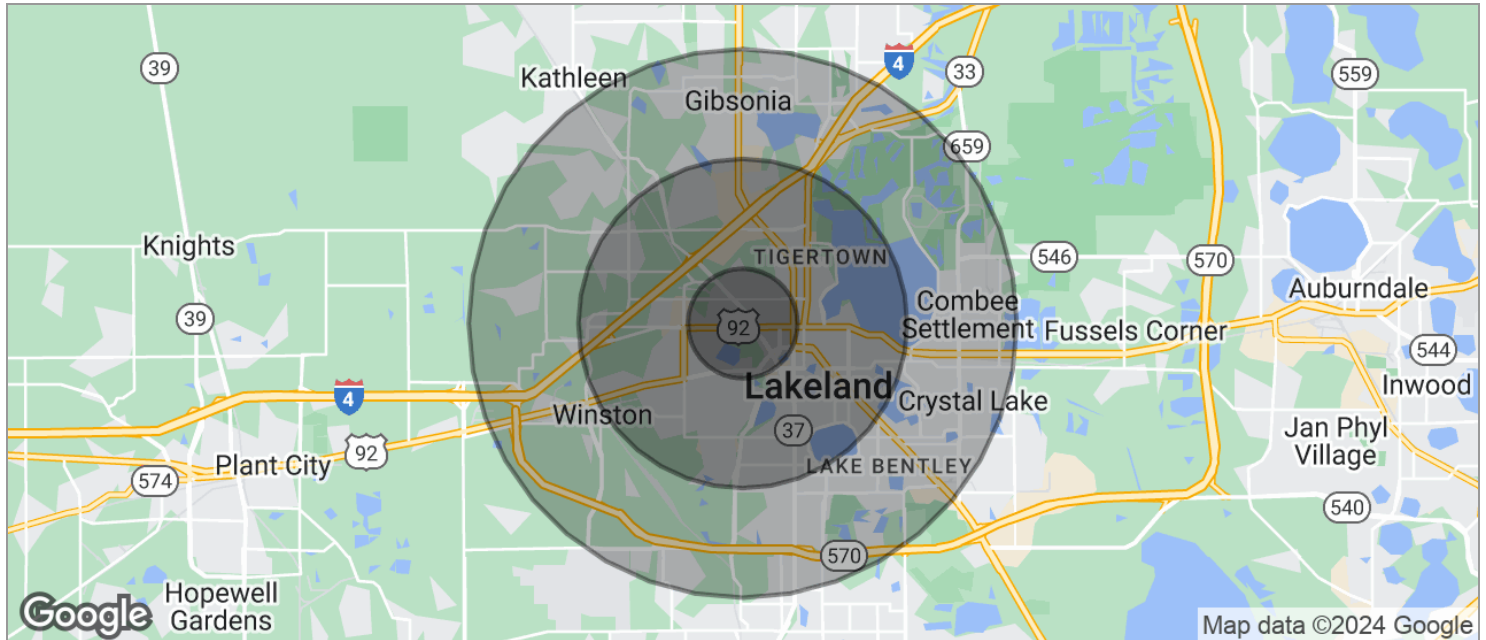 4
39
Kathleen
33
559
Gibsonia
659
TIGERTOWN
546
570
Knights
Auburndale
Combee
Settlement
39
92
Fussels Corner
544
Lakeland
Inwood
4
Crystal Lake
Winston
37
Jan Phyl
Village
92
Plant City
LAKE BENTLEY
574
540
570
Hopewell
Gardens
Google
Map data ©2024 Google